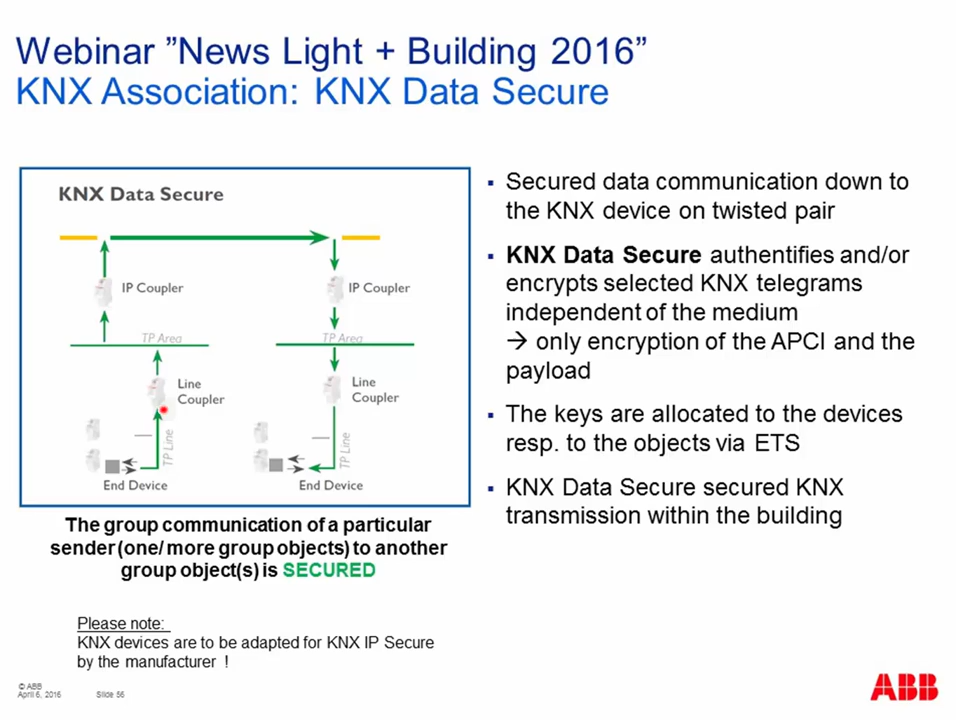 Webinar ”News Light + Building 2016”
KNX Association: KNX Data Secure
KNX Data Secure
IP Coupler
IP Coupler
TP Area
TP Area
Line
Coupler
Line
Coupler
TP Line
TP Line
End Device
End Device
The group communication of a particular
sender (one/ more group objects) to another
group object(s) is SECURED
Please note:
KNX devices are to be adapted for KNX IP Secure
by the manufacturer !
▪ Secured data communication down to
the KNX device on twisted pair
▪ KNX Data Secure authentifies and/or
encrypts selected KNX telegrams
independent of the medium
→ only encryption of the APCI and the
payload
▪ The keys are allocated to the devices
resp. to the objects via ETS
▪ KNX Data Secure secured KNX
transmission within the building
© ABB
April 6, 2016 Slide 56
ABB